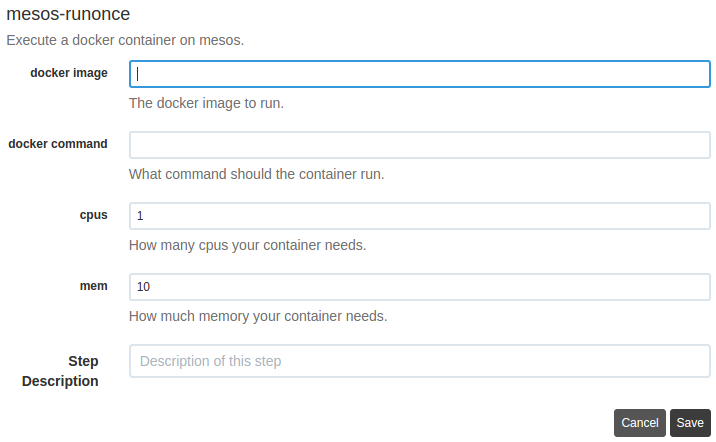 mesos-runonce
Execute a docker container on mesos.
docker image
The docker image to run.
docker command
What command should the container run.
cpus 1
How many cpus your container needs.
mem 10
How much memory your container needs.
Step Description of this step
Description
Cancel Save